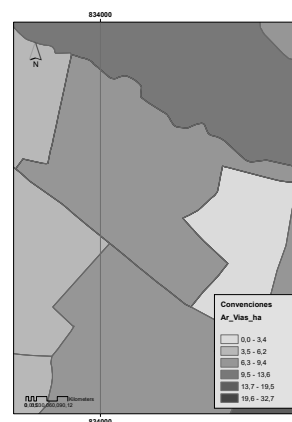 834000
N
Convenciones
Ar_Vias_ha
0,0 - 3,4
3,5 - 6,2
6,3 - 9,4
9,5 - 13,6
13,7 - 19,5
19,6 - 32,7
Kilometers
834000